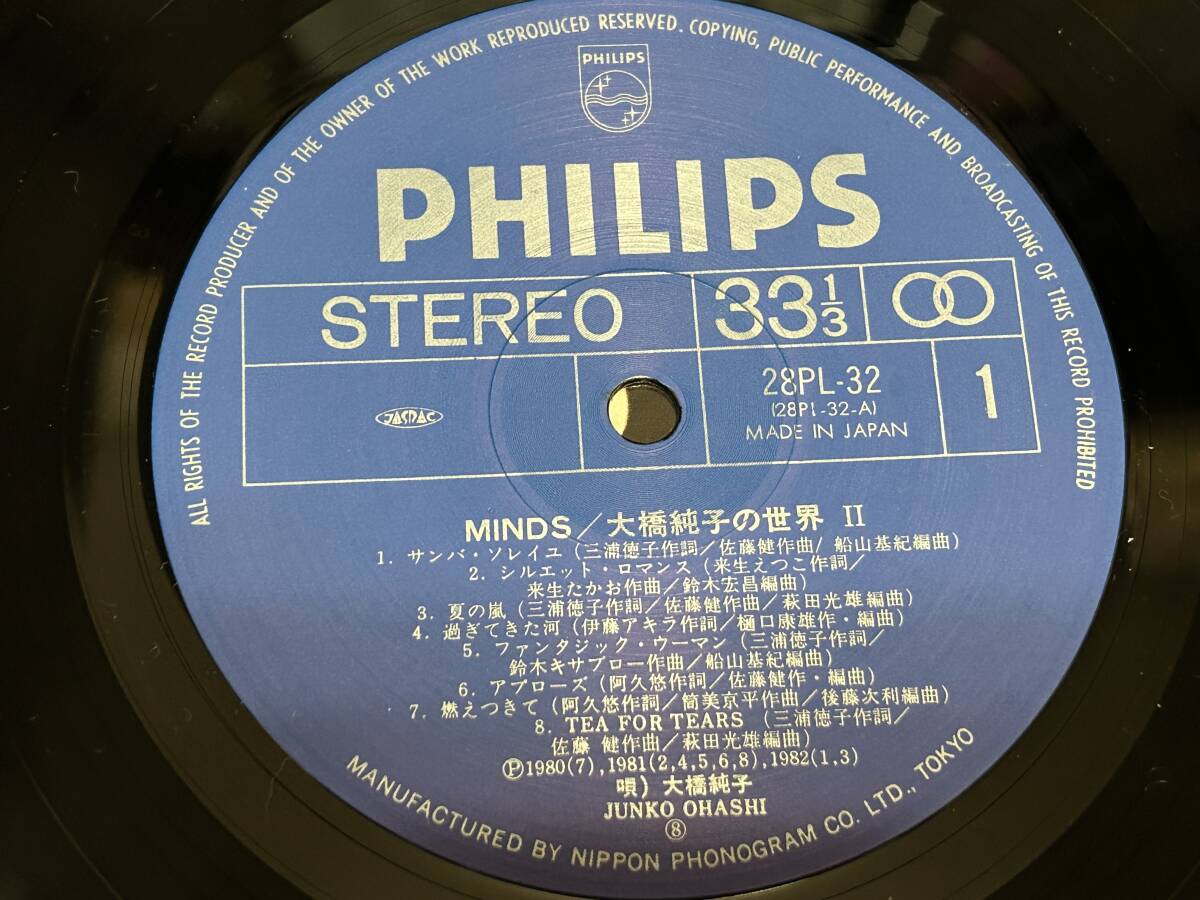 ALL RIGHTS OF THE RECORD PRODUCER AND OF THE OWNER OF THE WORK REPRODUCED RESERVED. COPYING, PUBLIC PERFORMANCE AND BROADCASTING OF THIS RECORD PROHIBITED
PHILIPS
PHILIPS
STEREO 33 1/3
JASRAC
28PL-32
(28PL-32-A)
MADE IN JAPAN
1
MINDS/大橋純子の世界 II
1. サンバ・ソレイユ(三浦徳子作詞/佐藤健作曲/船山基紀編曲)
2. シルエット・ロマンス(来生えつこ作詞/
来生たかお作曲/鈴木宏昌編曲)
3. 夏の嵐(三浦徳子作詞/佐藤健作曲/萩田光雄編曲)
4. 過ぎてきた河(伊藤アキラ作詞/樋口康雄作・編曲)
5. ファンタジック・ウーマン(三浦徳子作詞/
鈴木キサブロー作曲/船山基紀編曲)
6. アプローズ(阿久悠作詞/佐藤健作・編曲)
7. 燃えつきて(阿久悠作詞/筒美京平作曲/後藤次利編曲)
8. TEA FOR TEARS (三浦徳子作詞/
佐藤 健作曲/萩田光雄編曲)
Ⓟ1980(7),1981(2,4,5,6,8),1982(1,3)
唄)大橋純子
JUNKO OHASHI
⑧
MANUFACTURED BY NIPPON PHONOGRAM CO. LTD., TOKYO